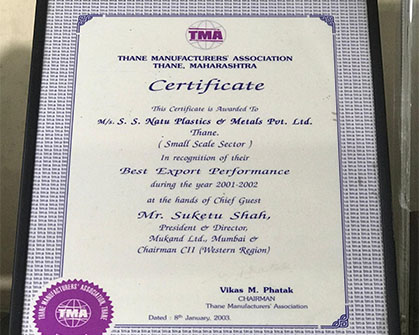 TMA
THANE MANUFACTURERS' ASSOCIATION
THANE, MAHARASHTRA
Certificate
This Certificate is Awarded To
M/s. S. S. Natu Plastics & Metals Pvt. Ltd.
Thane.
( Small Scale Sector )
In recognition of their
Best Export Performance
during the year 2001-2002
at the hands of Chief Guest
Mr. Suketu Shah,
President & Director,
Mukand Ltd., Mumbai &
Chairman CII (Western Region)
Vikas M. Phatak
CHAIRMAN
Thane Manufacturers' Association
Dated : 8th January, 2003.
THANE MANUFACTURERS' ASSOCIATION THANE
TMA